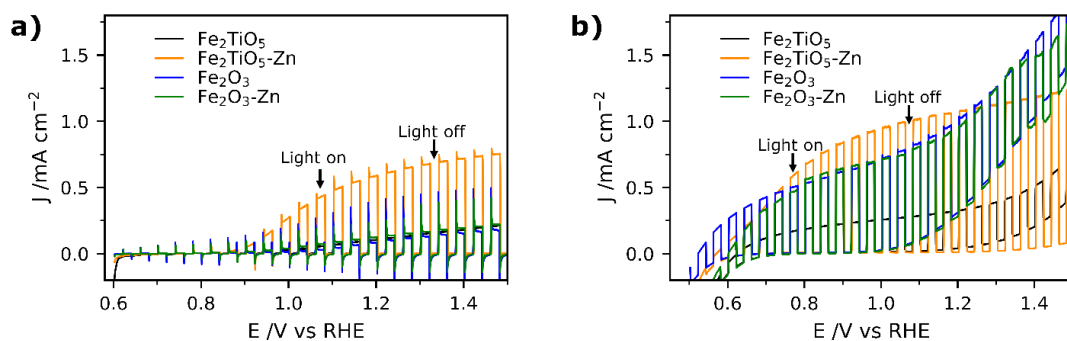 a)
J /mA cm⁻²
1.5
1.0
0.5
0.0
Fe₂TiO₅
Fe₂TiO₅-Zn
Fe₂O₃
Fe₂O₃-Zn
Light on
Light off
0.6 0.8 1.0 1.2 1.4
E /V vs RHE
b)
J /mA cm⁻²
1.5
1.0
0.5
0.0
Fe₂TiO₅
Fe₂TiO₅-Zn
Fe₂O₃
Fe₂O₃-Zn
Light off
Light on
0.6 0.8 1.0 1.2 1.4
E /V vs RHE